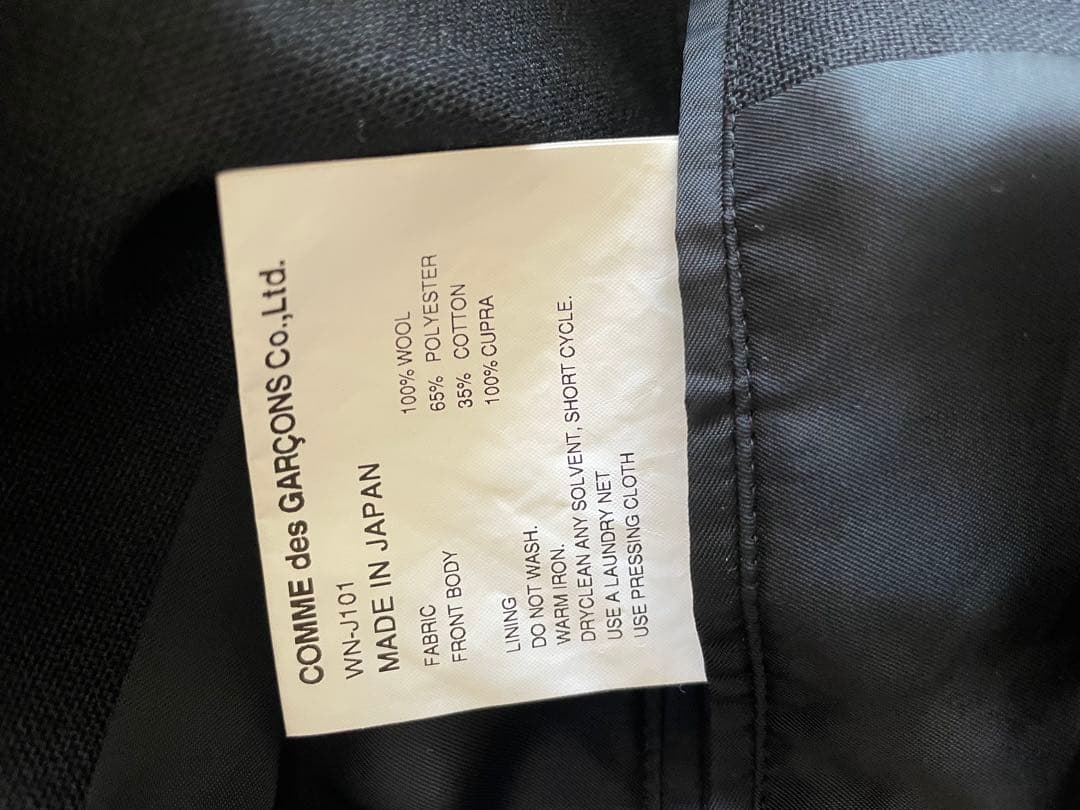 COMME des GARÇONS Co.,Ltd.
WN-J101
MADE IN JAPAN
FABRIC 100% WOOL
FRONT BODY 65% POLYESTER
35% COTTON
LINING 100% CUPRA
DO NOT WASH.
WARM IRON.
DRYCLEAN ANY SOLVENT, SHORT CYCLE.
USE A LAUNDRY NET
USE PRESSING CLOTH